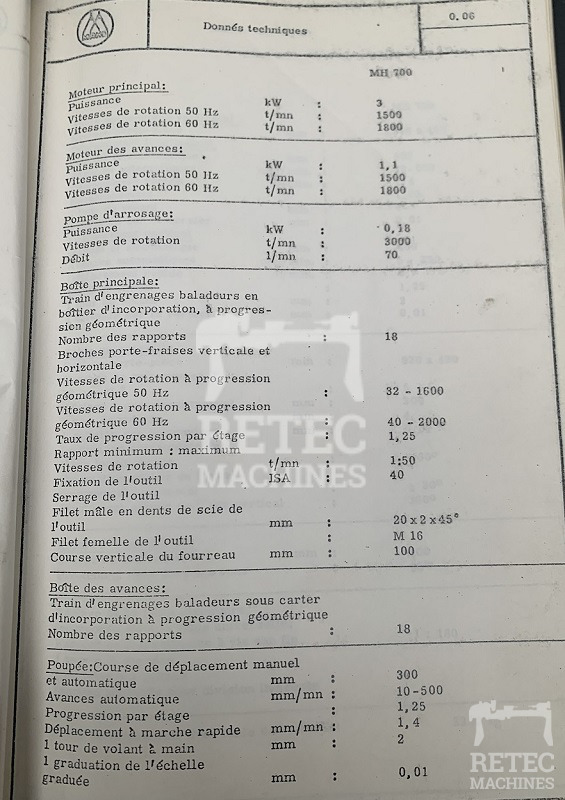 Donnés techniques
0.06
MH 700
Moteur principal:
Puissance kW : 3
Vitesses de rotation 50 Hz t/mn : 1500
Vitesses de rotation 60 Hz t/mn : 1800
Moteur des avances:
Puissance kW : 1,1
Vitesses de rotation 50 Hz t/mn : 1500
Vitesses de rotation 60 Hz t/mn : 1800
Pompe d'arrosage:
Puissance kW : 0,18
Vitesses de rotation t/mn : 3000
Débit l/mn : 70
Boîte principale:
Train d'engrenages baladeurs en
boîtier d'incorporation, à progres-
sion géométrique
Nombre des rapports : 18
Broches porte-fraises verticale et
horizontale
Vitesses de rotation à progression
géométrique 50 Hz : 32 - 1600
Vitesses de rotation à progression
géométrique 60 Hz : 40 - 2000
Taux de progression par étage : 1,25
Rapport minimum : maximum
Vitesses de rotation t/mn : 1:50
Fixation de l'outil ISA : 40
Serrage de l'outil
Filet mâle en dents de scie de
l'outil mm : 20x2x45°
Filet femelle de l'outil : M 16
Course verticale du fourreau mm : 100
Boîte des avances:
Train d'engrenages baladeurs sous carter
d'incorporation à progression géométrique
Nombre des rapports : 18
Poupée:Course de déplacement manuel
et automatique mm : 300
Avances automatique mm/mn : 10-500
Progression par étage : 1,25
Déplacement à marche rapide mm/mn : 1,4
1 tour de volant à main mm : 2
1 graduation de l'échelle
graduée mm : 0,01
RETEC
MACHINES
RETEC
MACHINES